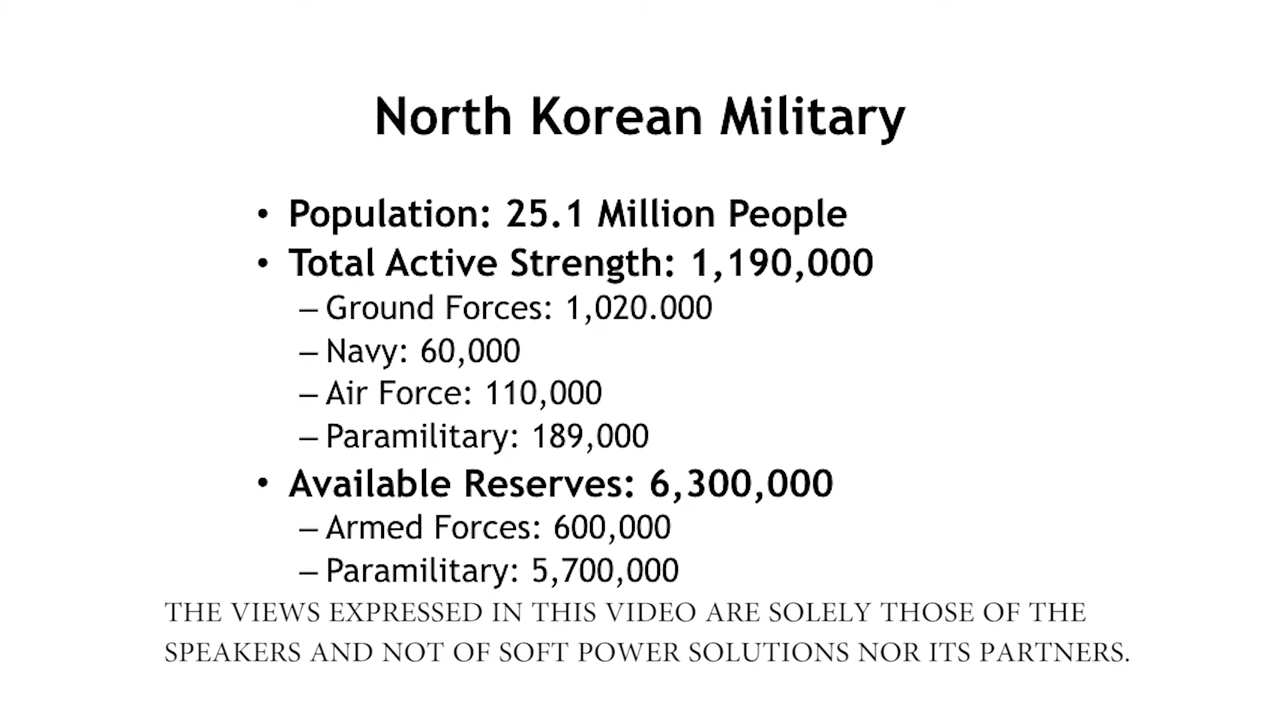 North Korean Military
• Population: 25.1 Million People
• Total Active Strength: 1,190,000
– Ground Forces: 1,020.000
– Navy: 60,000
– Air Force: 110,000
– Paramilitary: 189,000
• Available Reserves: 6,300,000
– Armed Forces: 600,000
– Paramilitary: 5,700,000
THE VIEWS EXPRESSED IN THIS VIDEO ARE SOLELY THOSE OF THE
SPEAKERS AND NOT OF SOFT POWER SOLUTIONS NOR ITS PARTNERS.